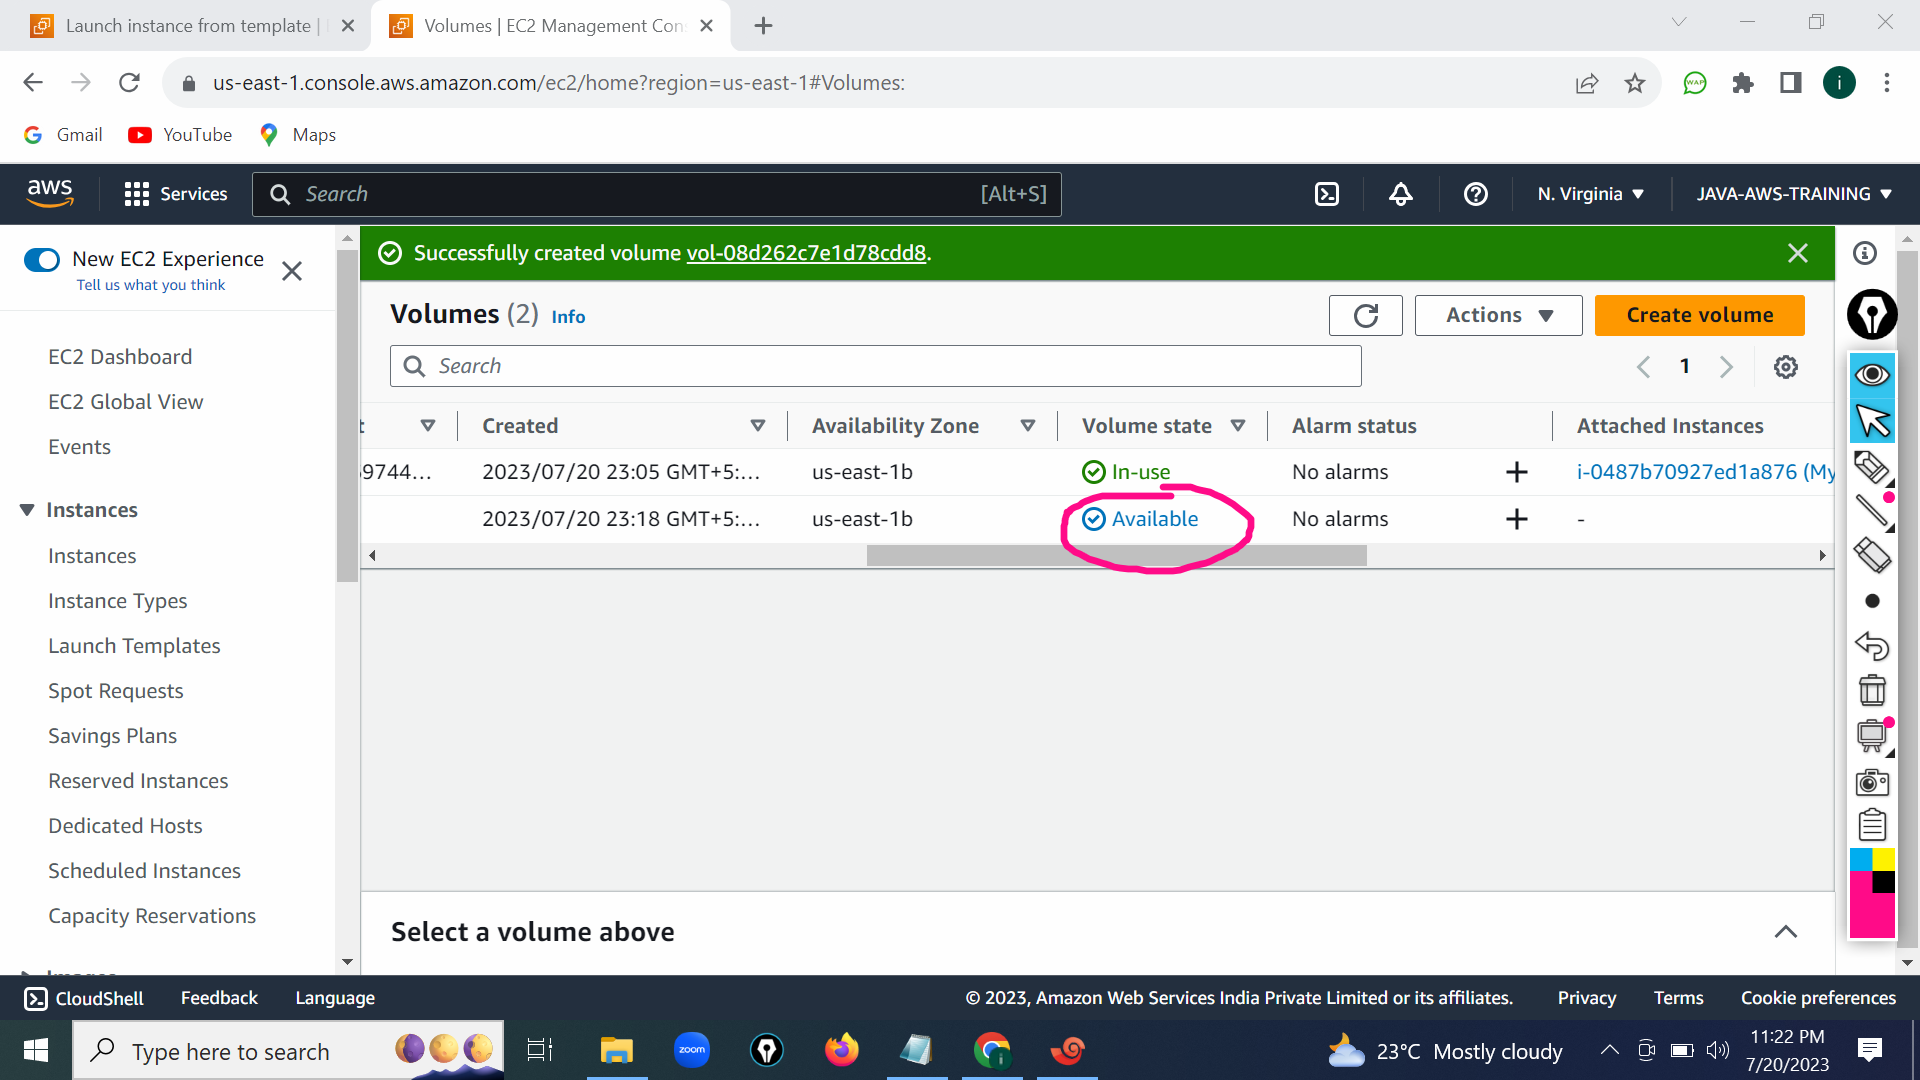 Launch instance from template |
Volumes | EC2 Management Con
us-east-1.console.aws.amazon.com/ec2/home?region=us-east-1#Volumes:
WAP
i
Gmail
YouTube
Maps
aws
Services
Search
[Alt+S]
N. Virginia
JAVA-AWS-TRAINING
New EC2 Experience
Tell us what you think
EC2 Dashboard
EC2 Global View
Events
Instances
Instances
Instance Types
Launch Templates
Spot Requests
Savings Plans
Reserved Instances
Dedicated Hosts
Scheduled Instances
Capacity Reservations
Images
Successfully created volume vol-08d262c7e1d78cdd8.
Volumes (2) Info
Actions
Create volume
Search
1
Created
Availability Zone
Volume state
Alarm status
Attached Instances
9744...
2023/07/20 23:05 GMT+5:...
us-east-1b
In-use
No alarms
i-0487b70927ed1a876 (My
2023/07/20 23:18 GMT+5:...
us-east-1b
Available
No alarms
-
Select a volume above
CloudShell
Feedback
Language
© 2023, Amazon Web Services India Private Limited or its affiliates.
Privacy
Terms
Cookie preferences
Type here to search
zoom
i
23°C Mostly cloudy
11:22 PM
7/20/2023